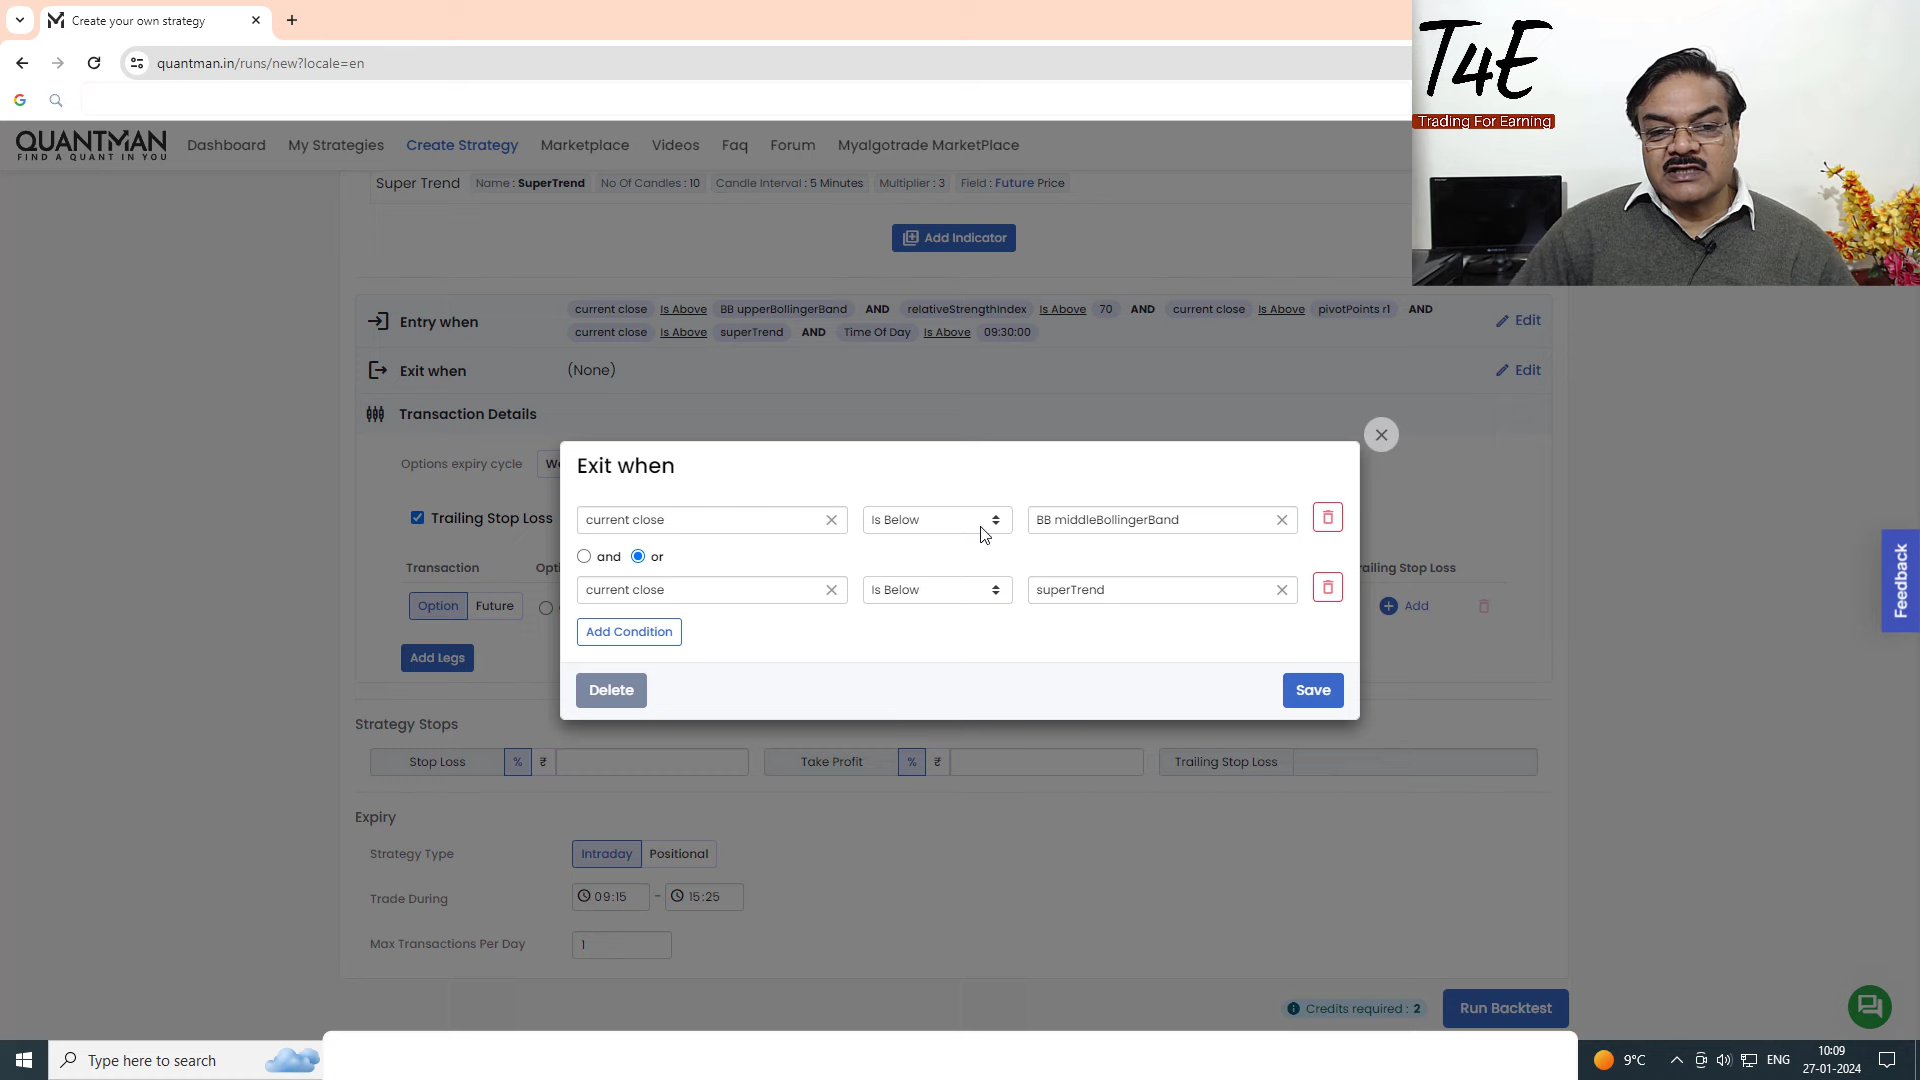 Create your own strategy
quantman.in/runs/new?locale=en
T4E
Trading For Earning
QUANTMAN
FIND A QUANT IN YOU
Dashboard My Strategies Create Strategy Marketplace Videos Faq Forum Myalgotrade MarketPlace
Super Trend Name : SuperTrend No Of Candles : 10 Candle Interval : 5 Minutes Multiplier : 3 Field : Future Price
Add Indicator
Entry when current close Is Above BB upperBollingerBand AND relativeStrengthIndex Is Above 70 AND current close Is Above pivotPoints r1 AND
current close Is Above superTrend AND Time Of Day Is Above 09:30:00
Edit
Exit when (None) Edit
Transaction Details
Options expiry cycle
Trailing Stop Loss
Transaction
Option Future
Add Legs
Add
Exit when
current close Is Below BB middleBollingerBand
and or
current close Is Below superTrend
Add Condition
Delete Save
Feedback
Strategy Stops
Stop Loss % ₹ Take Profit % ₹ Trailing Stop Loss
Expiry
Strategy Type Intraday Positional
Trade During 09:15 - 15:25
Max Transactions Per Day 1
Credits required : 2 Run Backtest
Type here to search
9°C ENG 10:09
27-01-2024